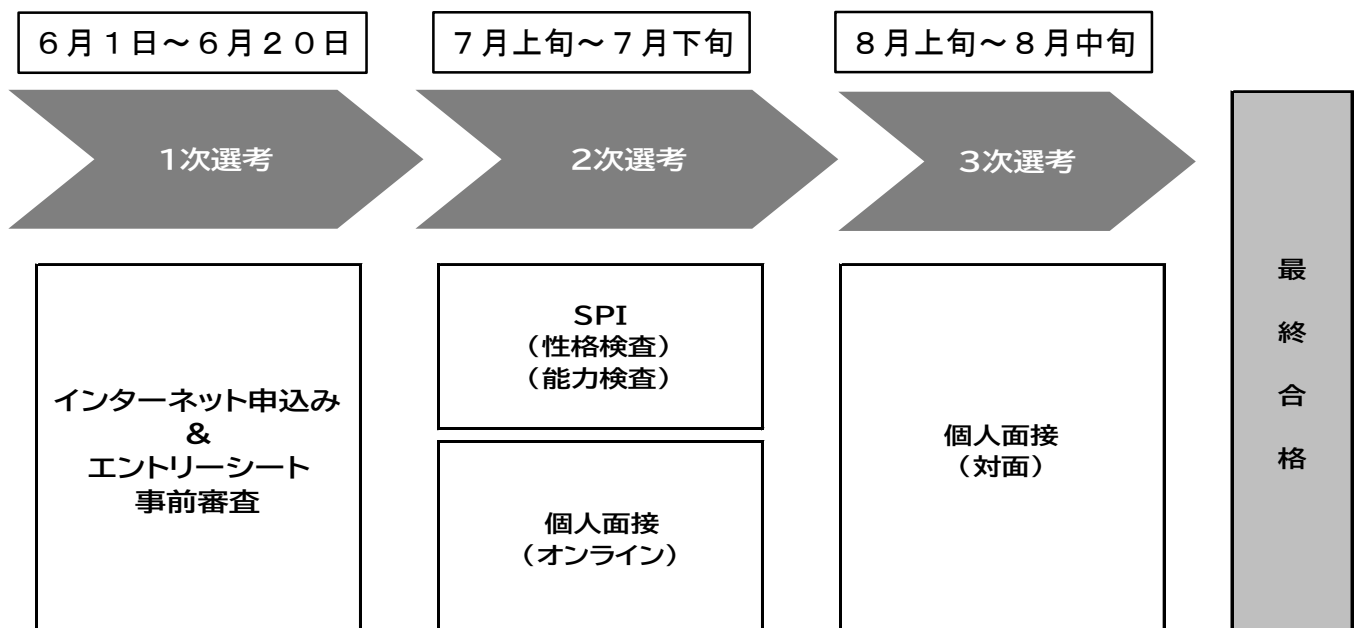 ６月１日～６月２０日
７月上旬～７月下旬
８月上旬～８月中旬
1次選考
2次選考
3次選考
インターネット申込み
&
エントリーシート
事前審査
SPI
（性格検査）
（能力検査）
個人面接
（オンライン）
個人面接
（対面）
最
終
合
格